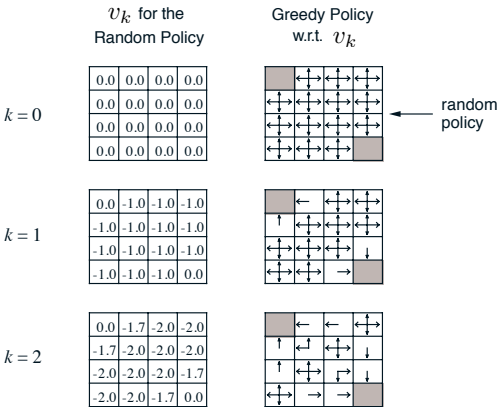 v_k for the
Random Policy
Greedy Policy
w.r.t. v_k
k = 0
0.0 0.0 0.0 0.0
0.0 0.0 0.0 0.0
0.0 0.0 0.0 0.0
0.0 0.0 0.0 0.0
random
policy
k = 1
0.0 -1.0 -1.0 -1.0
-1.0 -1.0 -1.0 -1.0
-1.0 -1.0 -1.0 -1.0
-1.0 -1.0 -1.0 0.0
k = 2
0.0 -1.7 -2.0 -2.0
-1.7 -2.0 -2.0 -2.0
-2.0 -2.0 -2.0 -1.7
-2.0 -2.0 -1.7 0.0